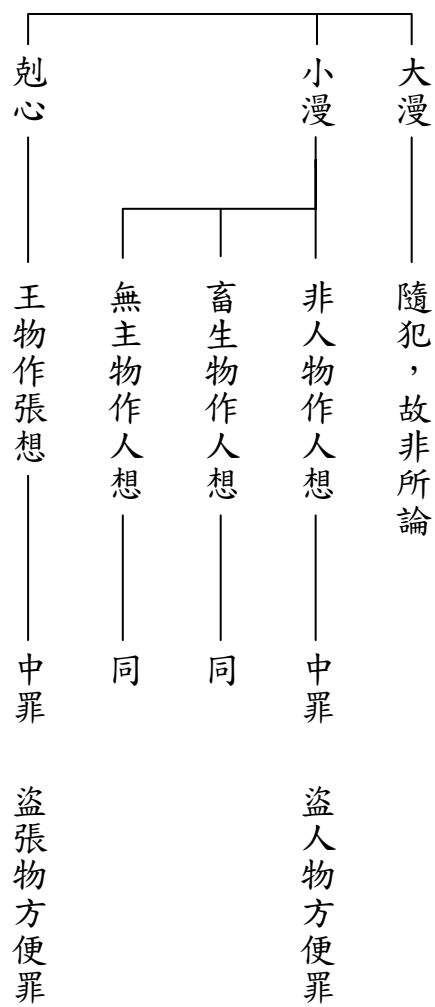 大漫
隨犯，故非所論
小漫
非人物作人想
中罪
盜人物方便罪
畜生物作人想
同
無主物作人想
同
剋心
王物作張想
中罪
盜張物方便罪